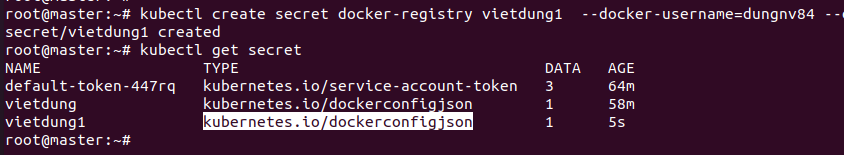 root@master:~# kubectl create secret docker-registry vietdung1  --docker-username=dungnv84 --
secret/vietdung1 created
root@master:~# kubectl get secret
NAME                  TYPE                                  DATA   AGE
default-token-447rq   kubernetes.io/service-account-token   3      64m
vietdung              kubernetes.io/dockerconfigjson        1      58m
vietdung1             kubernetes.io/dockerconfigjson        1      5s
root@master:~#